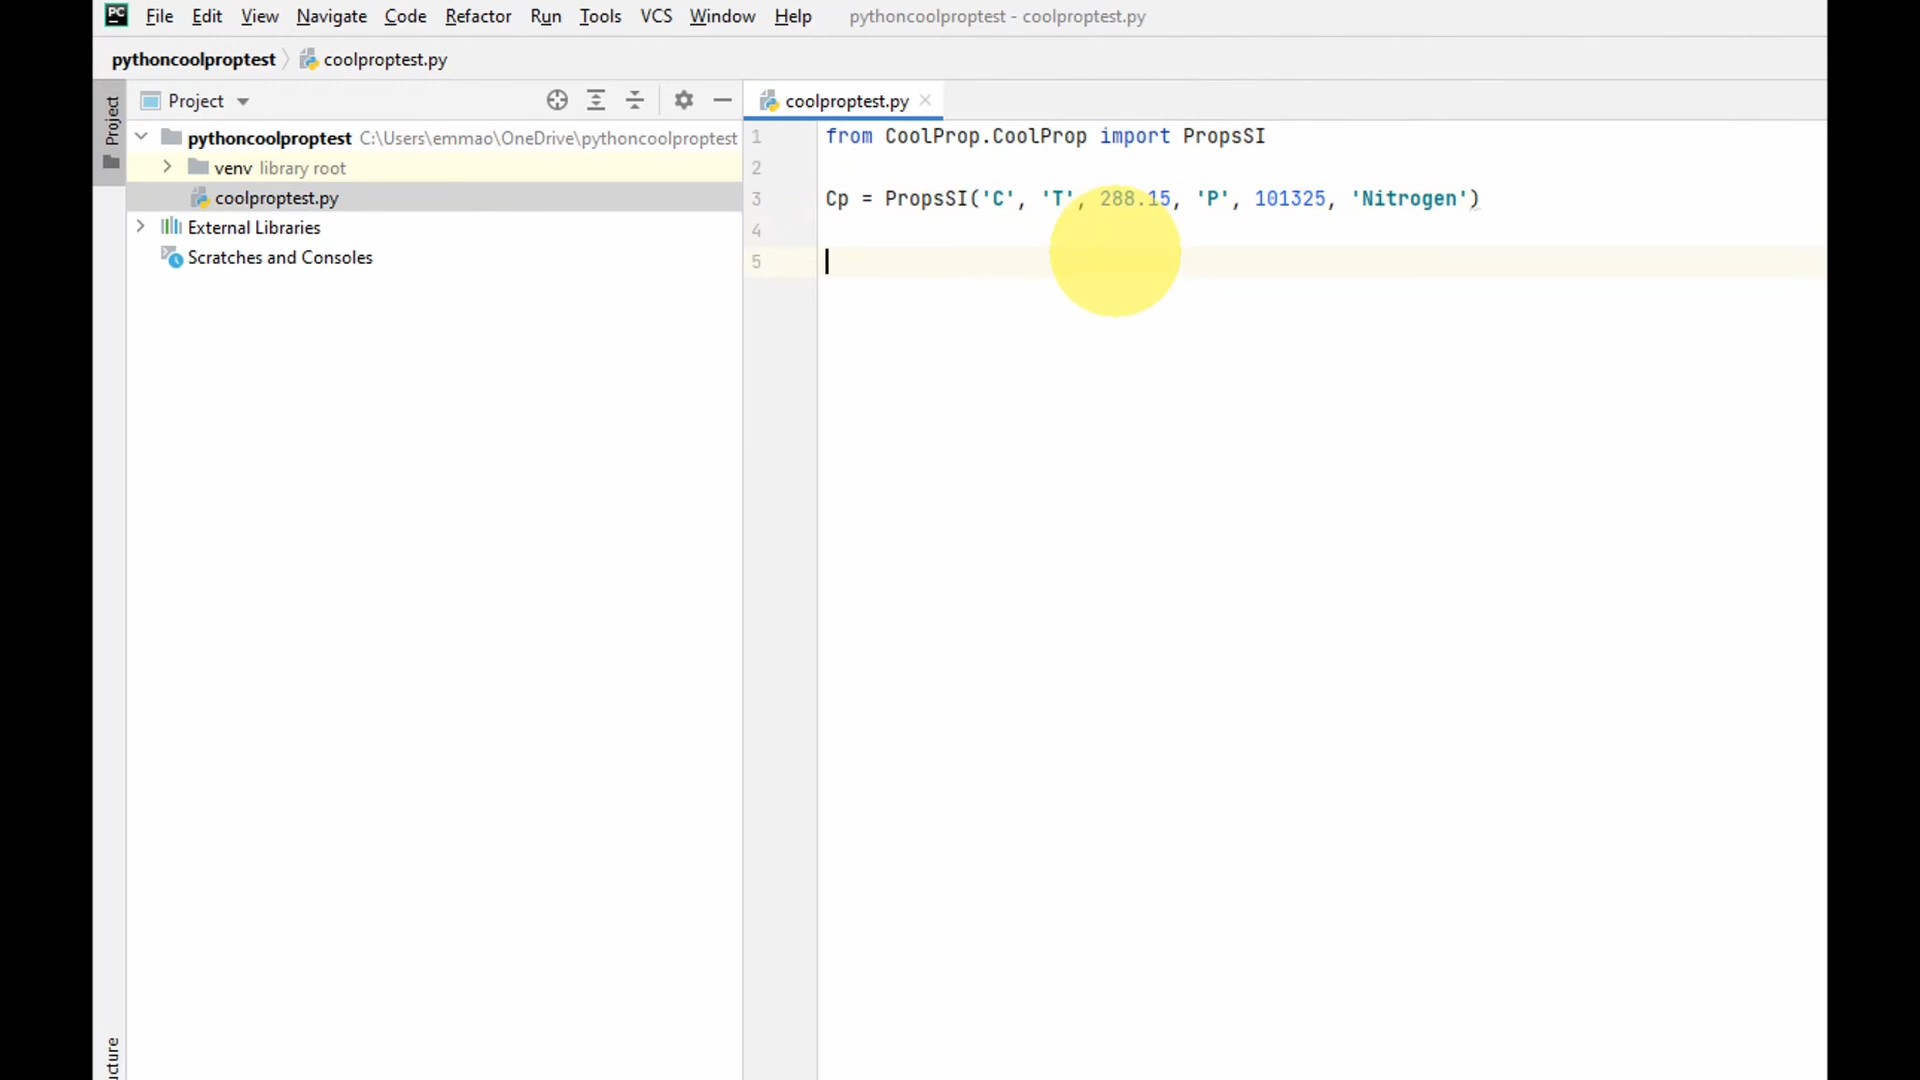 PC File Edit View Navigate Code Refactor Run Tools VCS Window Help pythoncoolproptest - coolproptest.py
pythoncoolproptest coolproptest.py
Project
Project
pythoncoolproptest C:\Users\emmao\OneDrive\pythoncoolproptest
venv library root
coolproptest.py
External Libraries
Scratches and Consoles
coolproptest.py
1 from CoolProp.CoolProp import PropsSI
2
3 Cp = PropsSI('C', 'T', 288.15, 'P', 101325, 'Nitrogen')
4
5
ucture